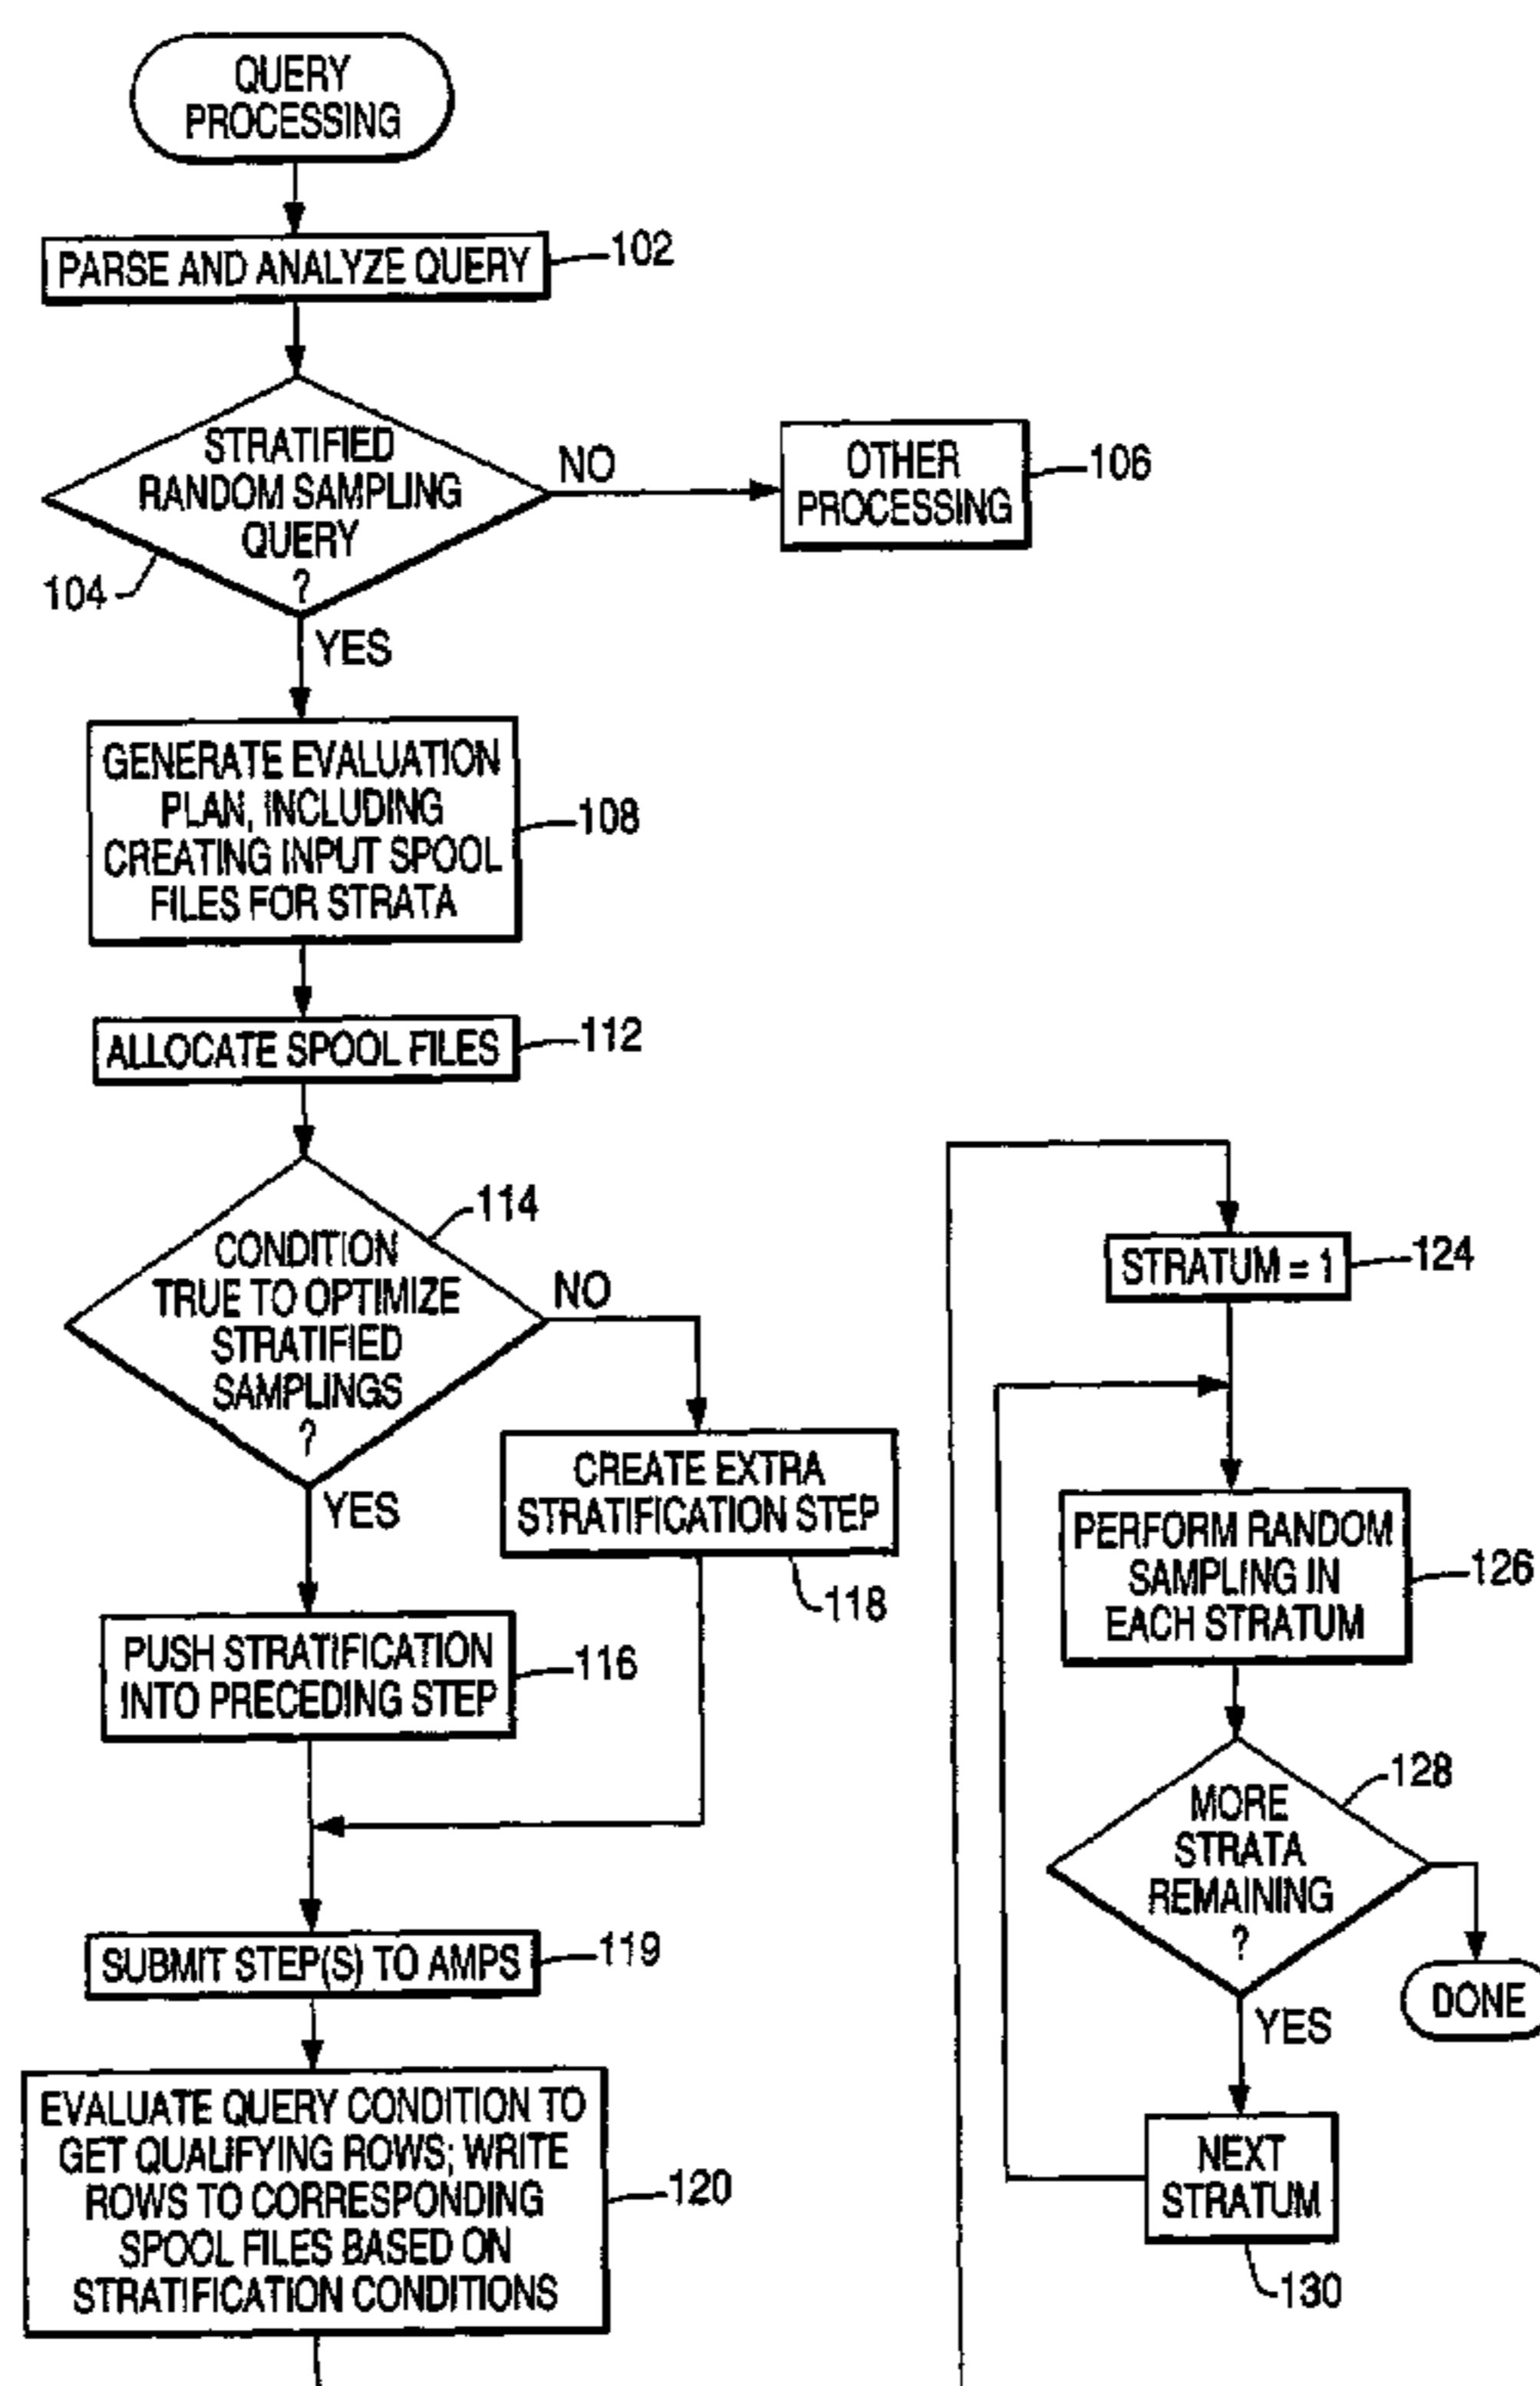 QUERY
PROCESSING
PARSE AND ANALYZE QUERY
102
STRATIFIED
RANDOM SAMPLING
QUERY
?
104
NO
OTHER
PROCESSING
106
YES
GENERATE EVALUATION
PLAN, INCLUDING
CREATING INPUT SPOOL
FILES FOR STRATA
108
ALLOCATE SPOOL FILES
112
CONDITION
TRUE TO OPTIMIZE
STRATIFIED
SAMPLINGS
?
114
NO
CREATE EXTRA
STRATIFICATION STEP
118
YES
PUSH STRATIFICATION
INTO PRECEDING STEP
116
SUBMIT STEP(S) TO AMPS
119
EVALUATE QUERY CONDITION TO
GET QUALIFYING ROWS; WRITE
ROWS TO CORRESPONDING
SPOOL FILES BASED ON
STRATIFICATION CONDITIONS
120
STRATUM = 1
124
PERFORM RANDOM
SAMPLING IN
EACH STRATUM
126
MORE
STRATA
REMAINING
?
128
DONE
YES
NEXT
STRATUM
130